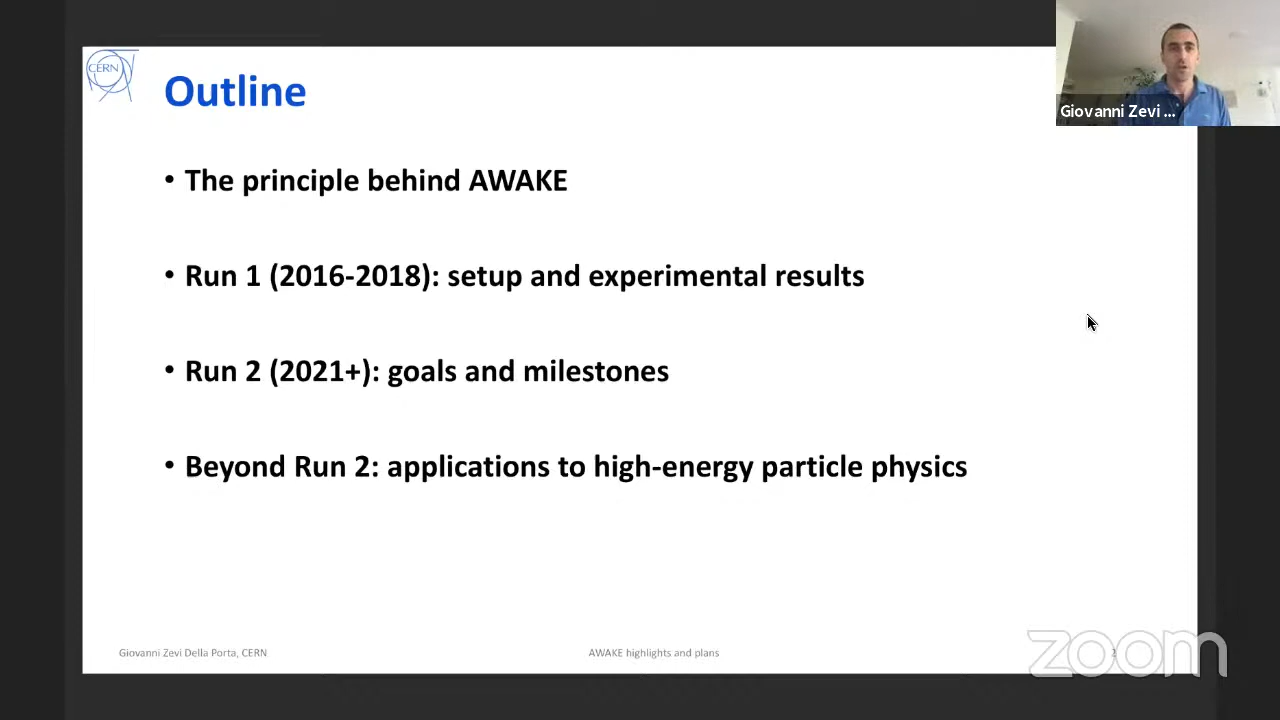 CERN
Outline
Giovanni Zevi ...
• The principle behind AWAKE
• Run 1 (2016-2018): setup and experimental results
• Run 2 (2021+): goals and milestones
• Beyond Run 2: applications to high-energy particle physics
Giovanni Zevi Della Porta, CERN
AWAKE highlights and plans
2
zoom